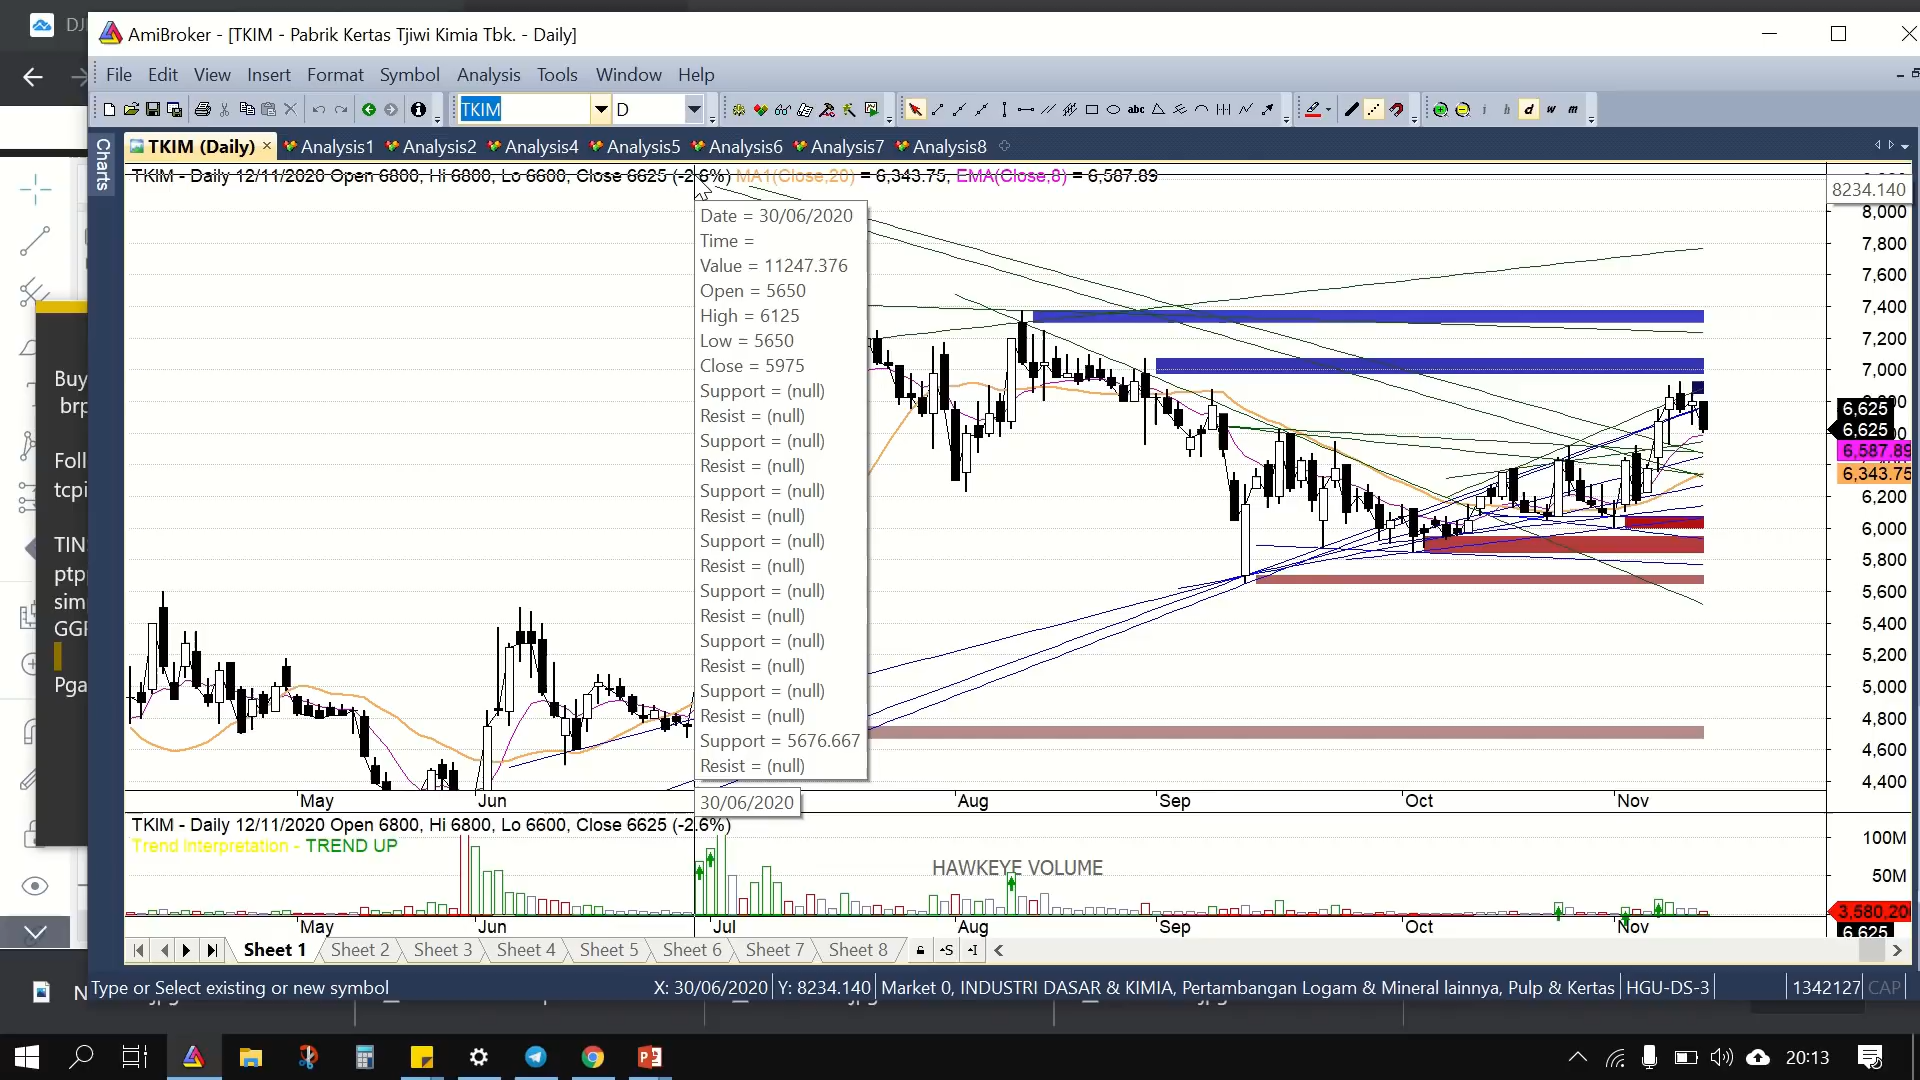 DJ
AmiBroker - [TKIM - Pabrik Kertas Tjiwi Kimia Tbk. - Daily]
File Edit View Insert Format Symbol Analysis Tools Window Help
TKIM D
abc i h d w m
Charts
TKIM (Daily) × Analysis1 Analysis2 Analysis4 Analysis5 Analysis6 Analysis7 Analysis8
TKIM - Daily 12/11/2020 Open 6800, Hi 6800, Lo 6600, Close 6625 (-2.6%) MA1(Close,20) = 6,343.75, EMA(Close,8) = 6,587.89
8234.140
8,000
7,800
7,600
7,400
7,200
7,000
6,625
6,625
6,587.89
6,343.75
6,200
6,000
5,800
5,600
5,400
5,200
5,000
4,800
4,600
4,400
Date = 30/06/2020
Time =
Value = 11247.376
Open = 5650
High = 6125
Low = 5650
Close = 5975
Support = (null)
Resist = (null)
Support = (null)
Resist = (null)
Support = (null)
Resist = (null)
Support = (null)
Resist = (null)
Support = (null)
Resist = (null)
Support = (null)
Resist = (null)
Support = (null)
Resist = (null)
Support = 5676.667
Resist = (null)
Buy
brp
Foll
tcpi
TIN
ptp
sim
GGR
Pga
May Jun 30/06/2020 Aug Sep Oct Nov
TKIM - Daily 12/11/2020 Open 6800, Hi 6800, Lo 6600, Close 6625 (-2.6%)
Trend Interpretation - TREND UP
HAWKEYE VOLUME
100M
50M
3,580,20
6,625
May Jun Jul Aug Sep Oct Nov
Sheet 1 Sheet 2 Sheet 3 Sheet 4 Sheet 5 Sheet 6 Sheet 7 Sheet 8
Type or Select existing or new symbol X: 30/06/2020 Y: 8234.140 Market 0, INDUSTRI DASAR & KIMIA, Pertambangan Logam & Mineral lainnya, Pulp & Kertas HGU-DS-3 1342127 CAP
20:13